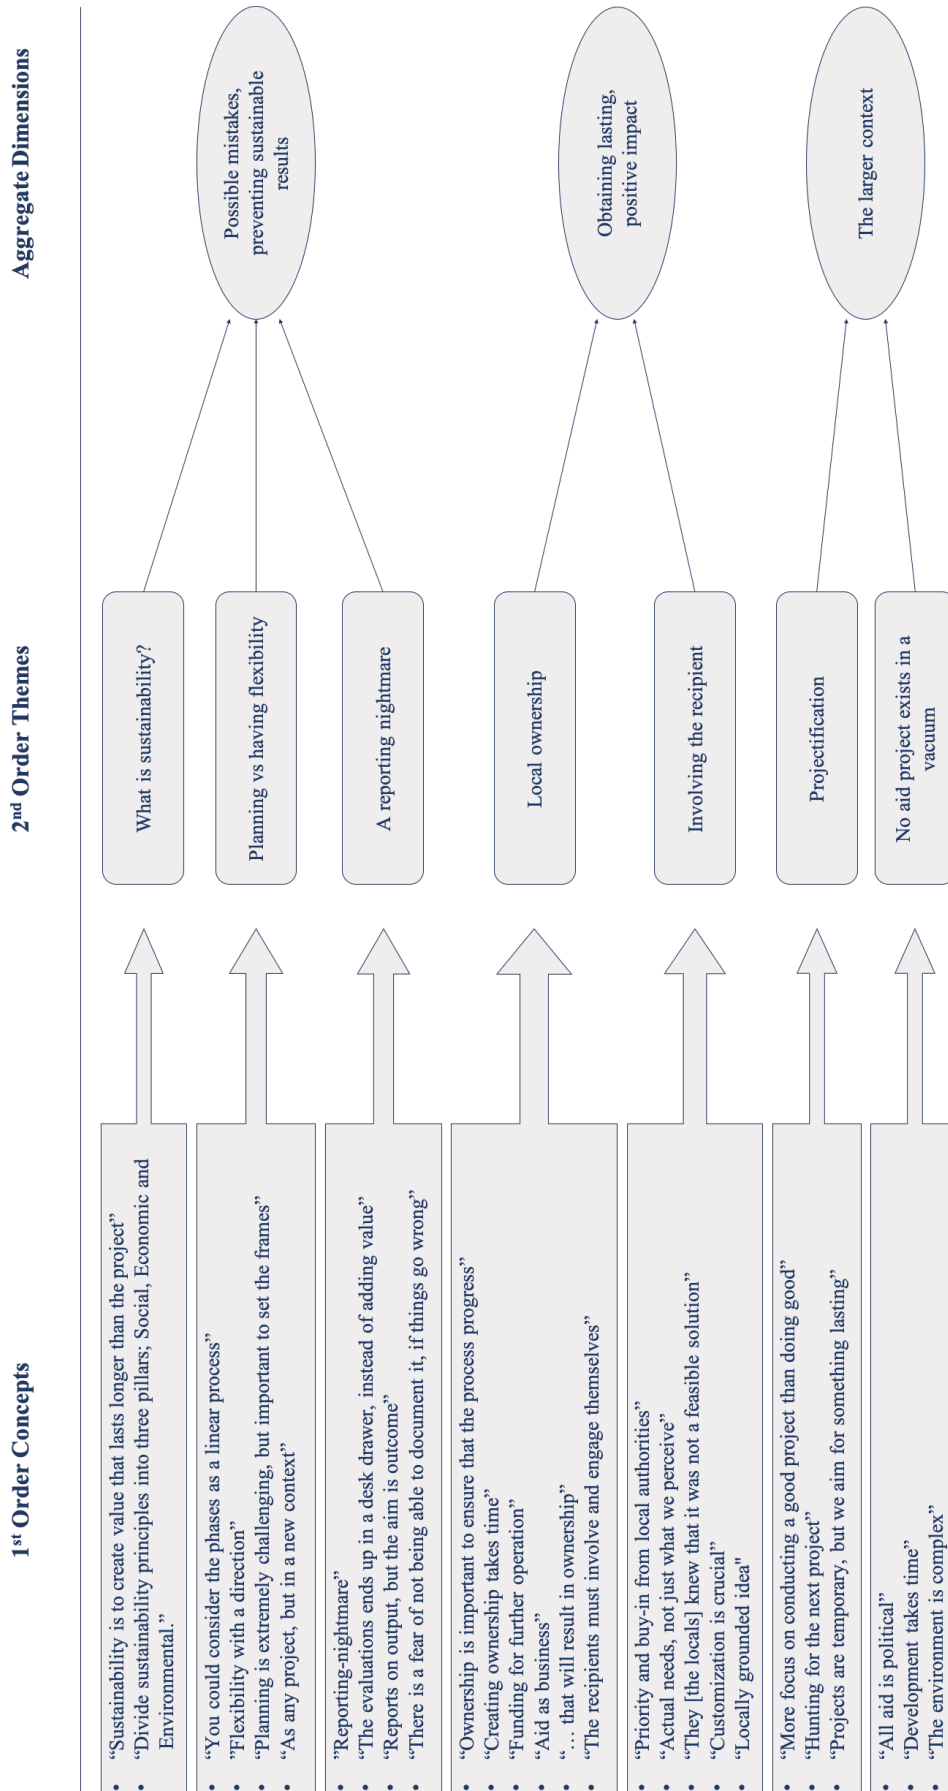 1st Order Concepts
2nd Order Themes
Aggregate Dimensions
• “Sustainability is to create value that lasts longer than the project”
• “Divide sustainability principles into three pillars; Social, Economic and
Environmental.”
What is sustainability?
• “You could consider the phases as a linear process”
• ”Flexibility with a direction”
• “Planning is extremely challenging, but important to set the frames”
• “As any project, but in a new context”
Planning vs having flexibility
• ”Reporting-nightmare”
• “The evaluations ends up in a desk drawer, instead of adding value”
• “Reports on output, but the aim is outcome”
• “There is a fear of not being able to document it, if things go wrong”
A reporting nightmare
Possible mistakes,
preventing sustainable
results
• “Ownership is important to ensure that the process progress”
• “Creating ownership takes time”
• “Funding for further operation”
• “Aid as business”
• “… that will result in ownership”
• “The recipients must involve and engage themselves”
Local ownership
• “Priority and buy-in from local authorities”
• “Actual needs, not just what we perceive”
• “They [the locals] knew that it was not a feasible solution”
• “Customization is crucial”
• “Locally grounded idea"
Involving the recipient
Obtaining lasting,
positive impact
• “More focus on conducting a good project than doing good”
• “Hunting for the next project”
• “Projects are temporary, but we aim for something lasting”
Projectification
• “All aid is political”
• “Development takes time”
• “The environment is complex”
No aid project exists in a
vacuum
The larger context